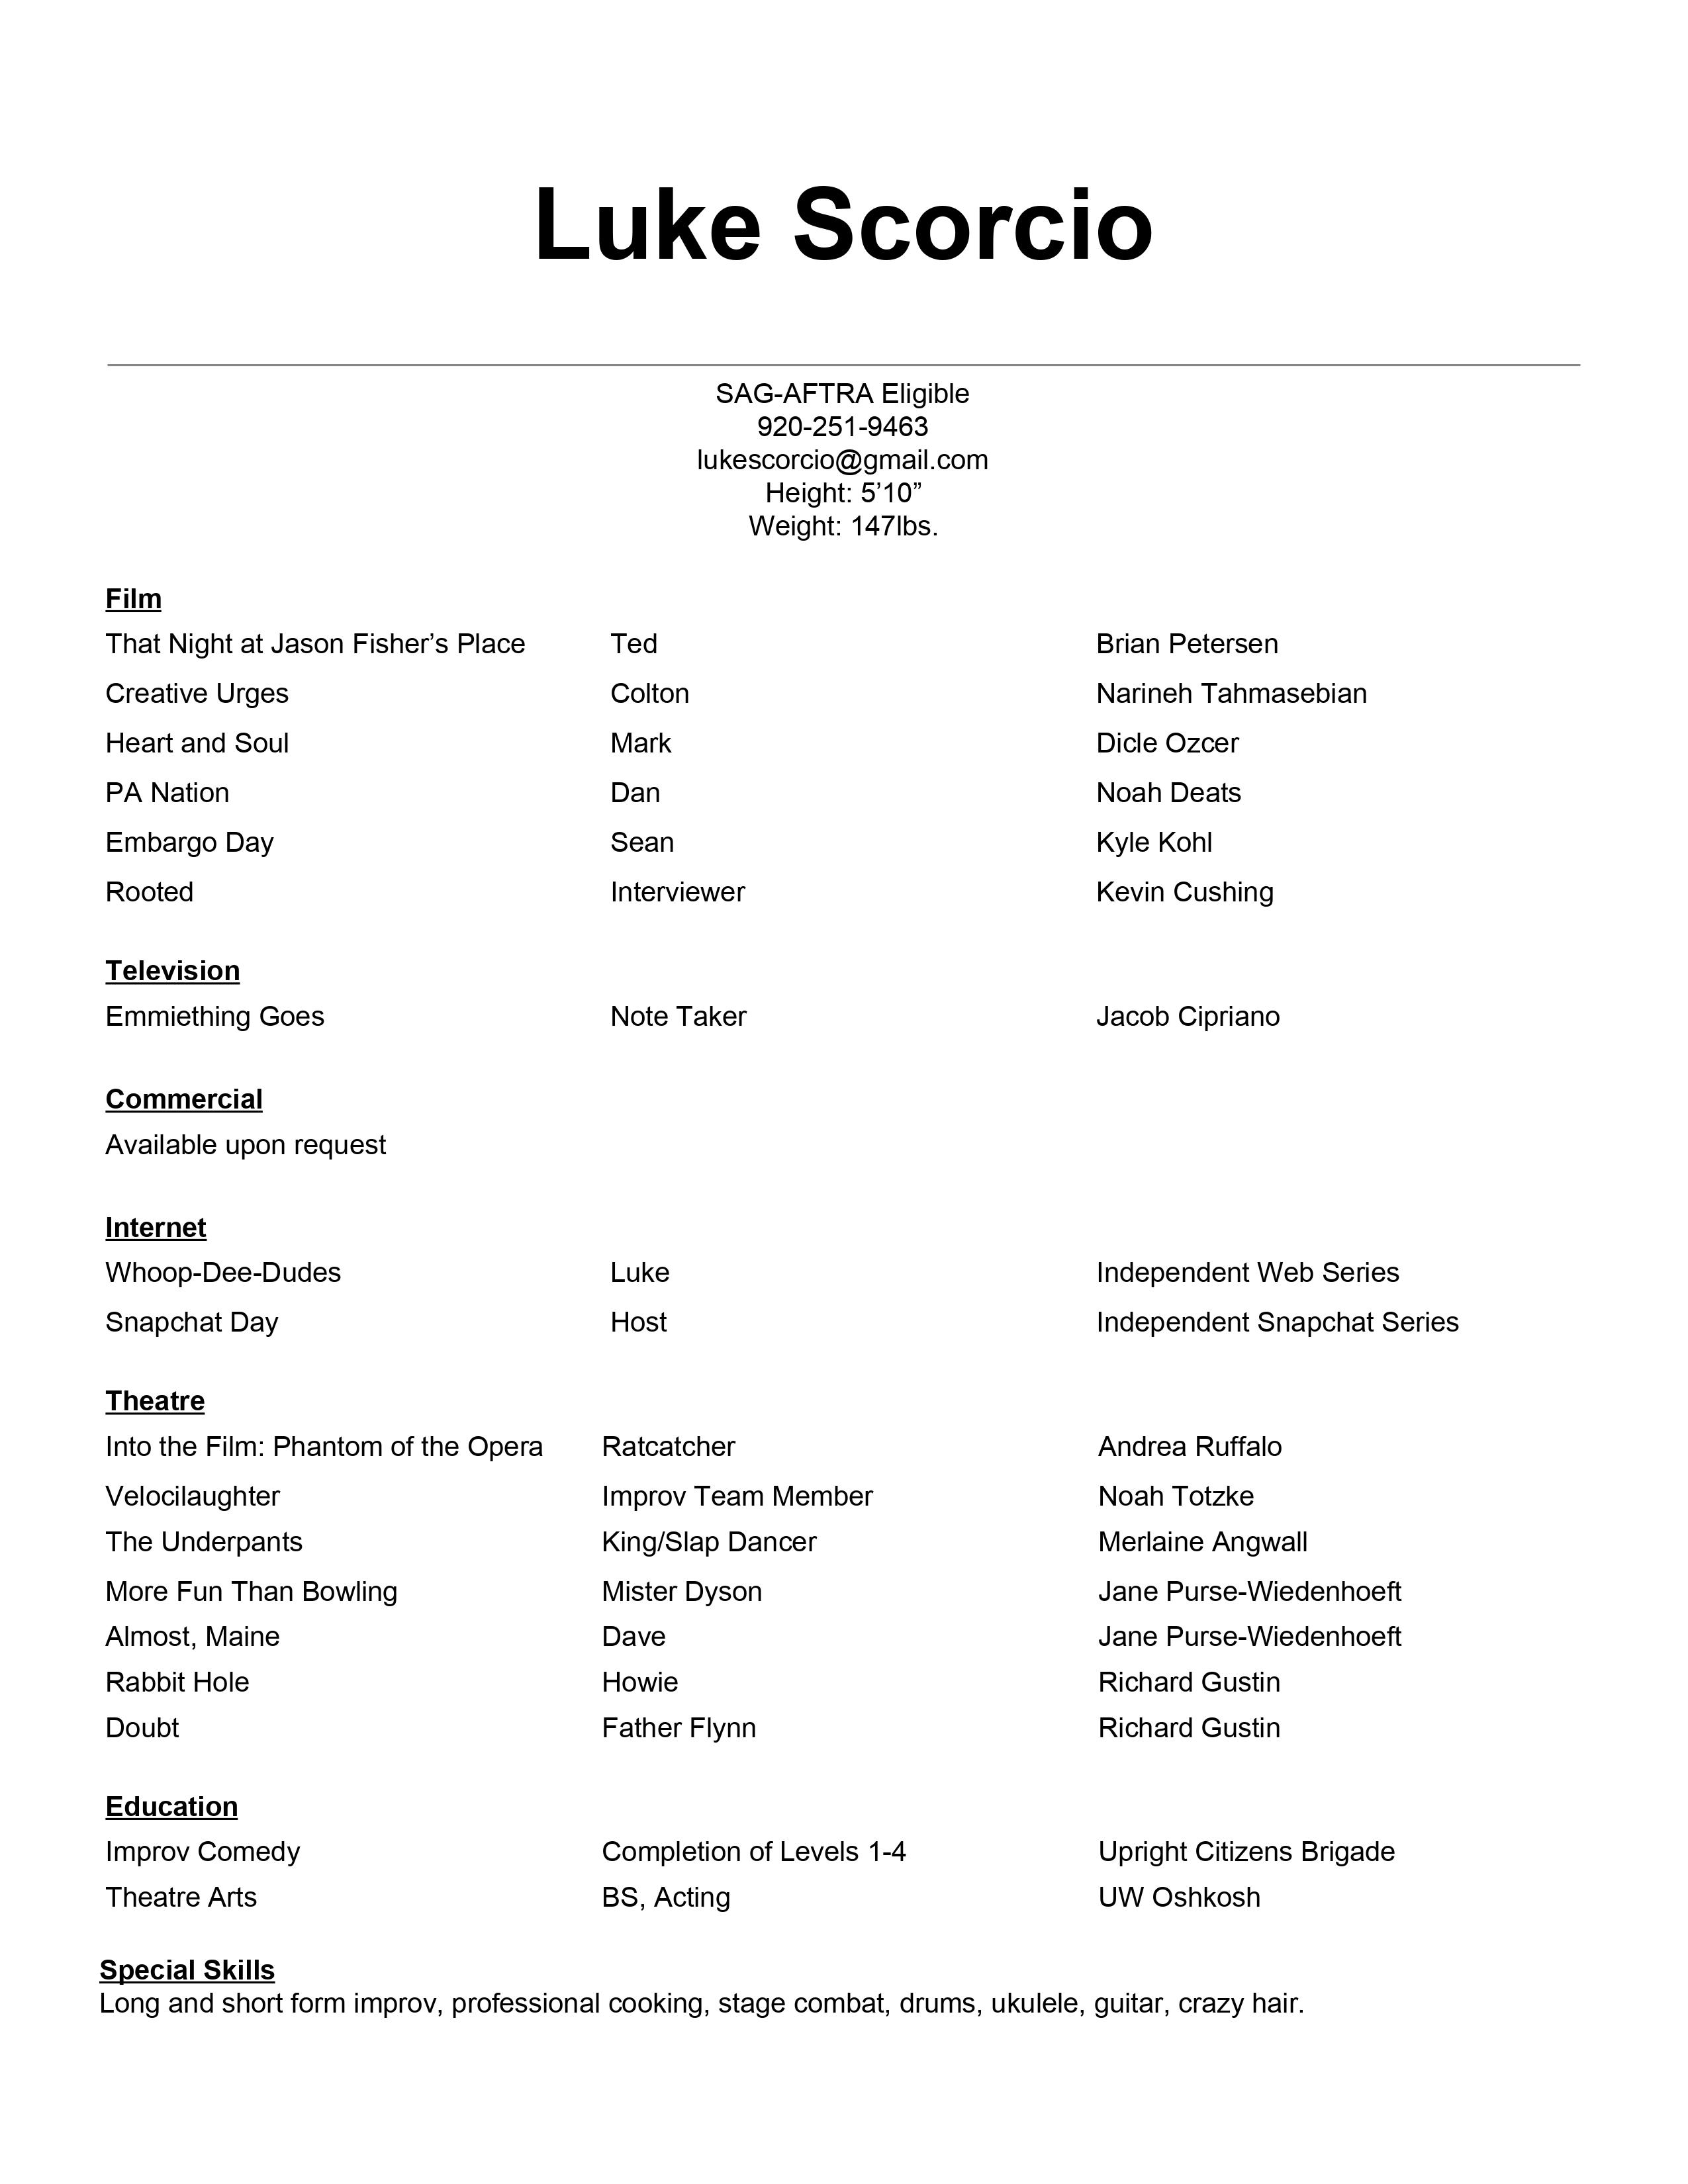 Luke Scorcio
SAG-AFTRA Eligible
920-251-9463
lukescorcio@gmail.com
Height: 5’10”
Weight: 147lbs.
Film
That Night at Jason Fisher’s Place Ted Brian Petersen
Creative Urges Colton Narineh Tahmasebian
Heart and Soul Mark Dicle Ozcer
PA Nation Dan Noah Deats
Embargo Day Sean Kyle Kohl
Rooted Interviewer Kevin Cushing
Television
Emmiething Goes Note Taker Jacob Cipriano
Commercial
Available upon request
Internet
Whoop-Dee-Dudes Luke Independent Web Series
Snapchat Day Host Independent Snapchat Series
Theatre
Into the Film: Phantom of the Opera Ratcatcher Andrea Ruffalo
Velocilaughter Improv Team Member Noah Totzke
The Underpants King/Slap Dancer Merlaine Angwall
More Fun Than Bowling Mister Dyson Jane Purse-Wiedenhoeft
Almost, Maine Dave Jane Purse-Wiedenhoeft
Rabbit Hole Howie Richard Gustin
Doubt Father Flynn Richard Gustin
Education
Improv Comedy Completion of Levels 1-4 Upright Citizens Brigade
Theatre Arts BS, Acting UW Oshkosh
Special Skills
Long and short form improv, professional cooking, stage combat, drums, ukulele, guitar, crazy hair.